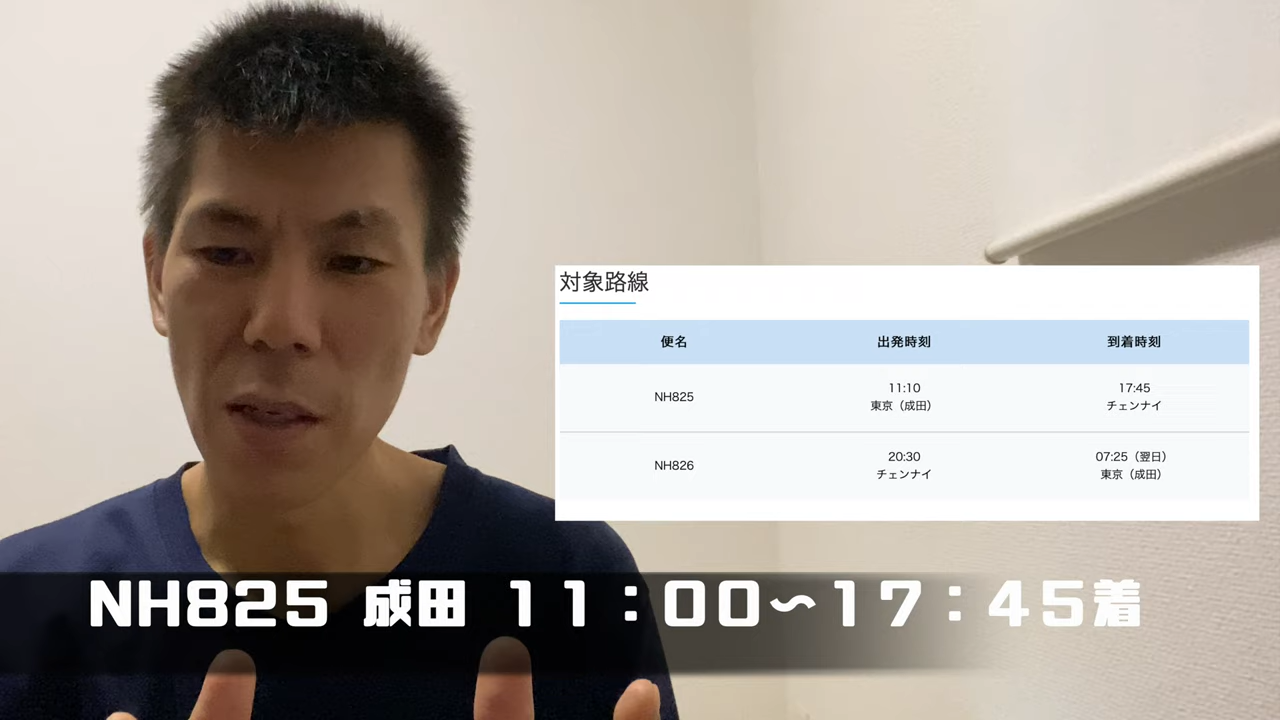 対象路線
便名 出発時刻 到着時刻
NH825 11:10 17:45
東京（成田） チェンナイ
NH826 20:30 07:25（翌日）
チェンナイ 東京（成田）
NH825 成田 11：00〜17：45着